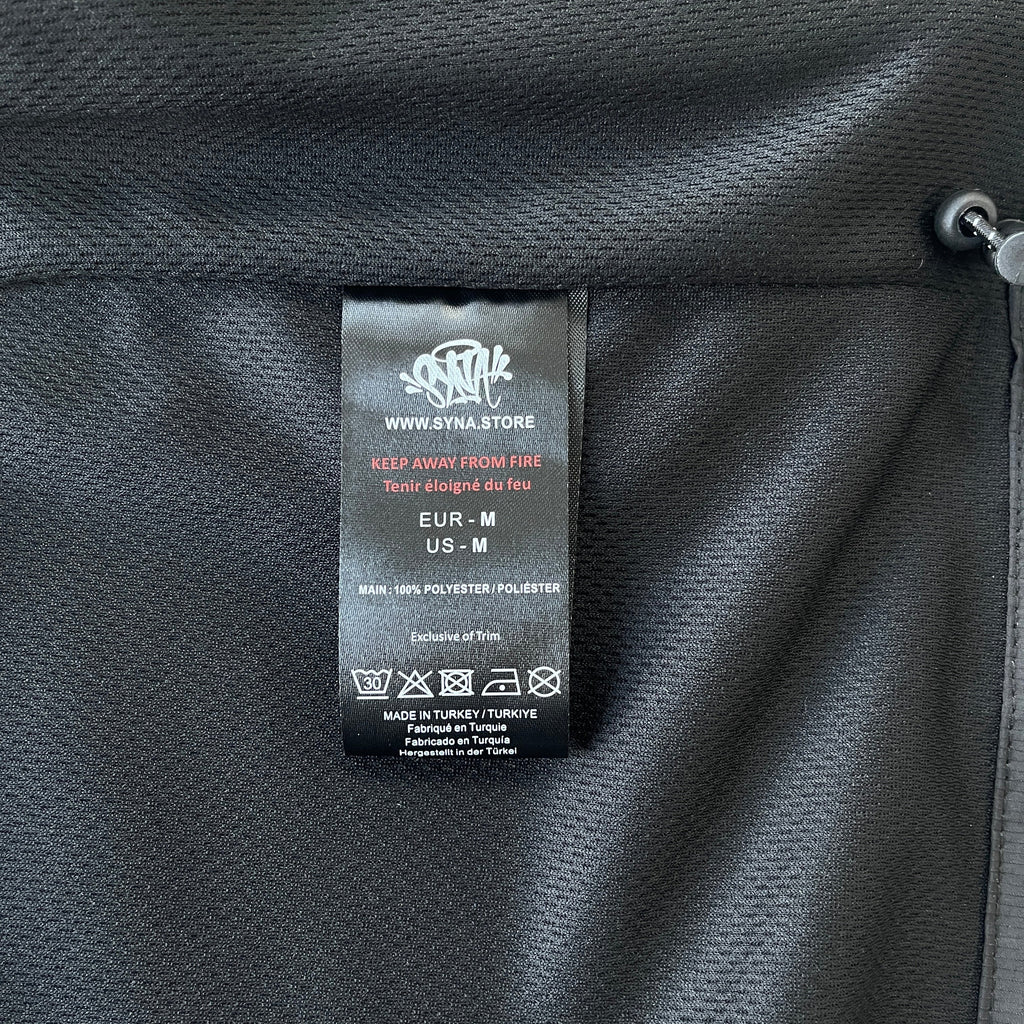 SYNA
WWW.SYNA.STORE
KEEP AWAY FROM FIRE
Tenir éloigné du feu
EUR - M
US - M
MAIN : 100% POLYESTER / POLIÉSTER
Exclusive of Trim
30
MADE IN TURKEY / TURKIYE
Fabriqué en Turquie
Fabricado en Turquía
Hergestellt in der Türkei